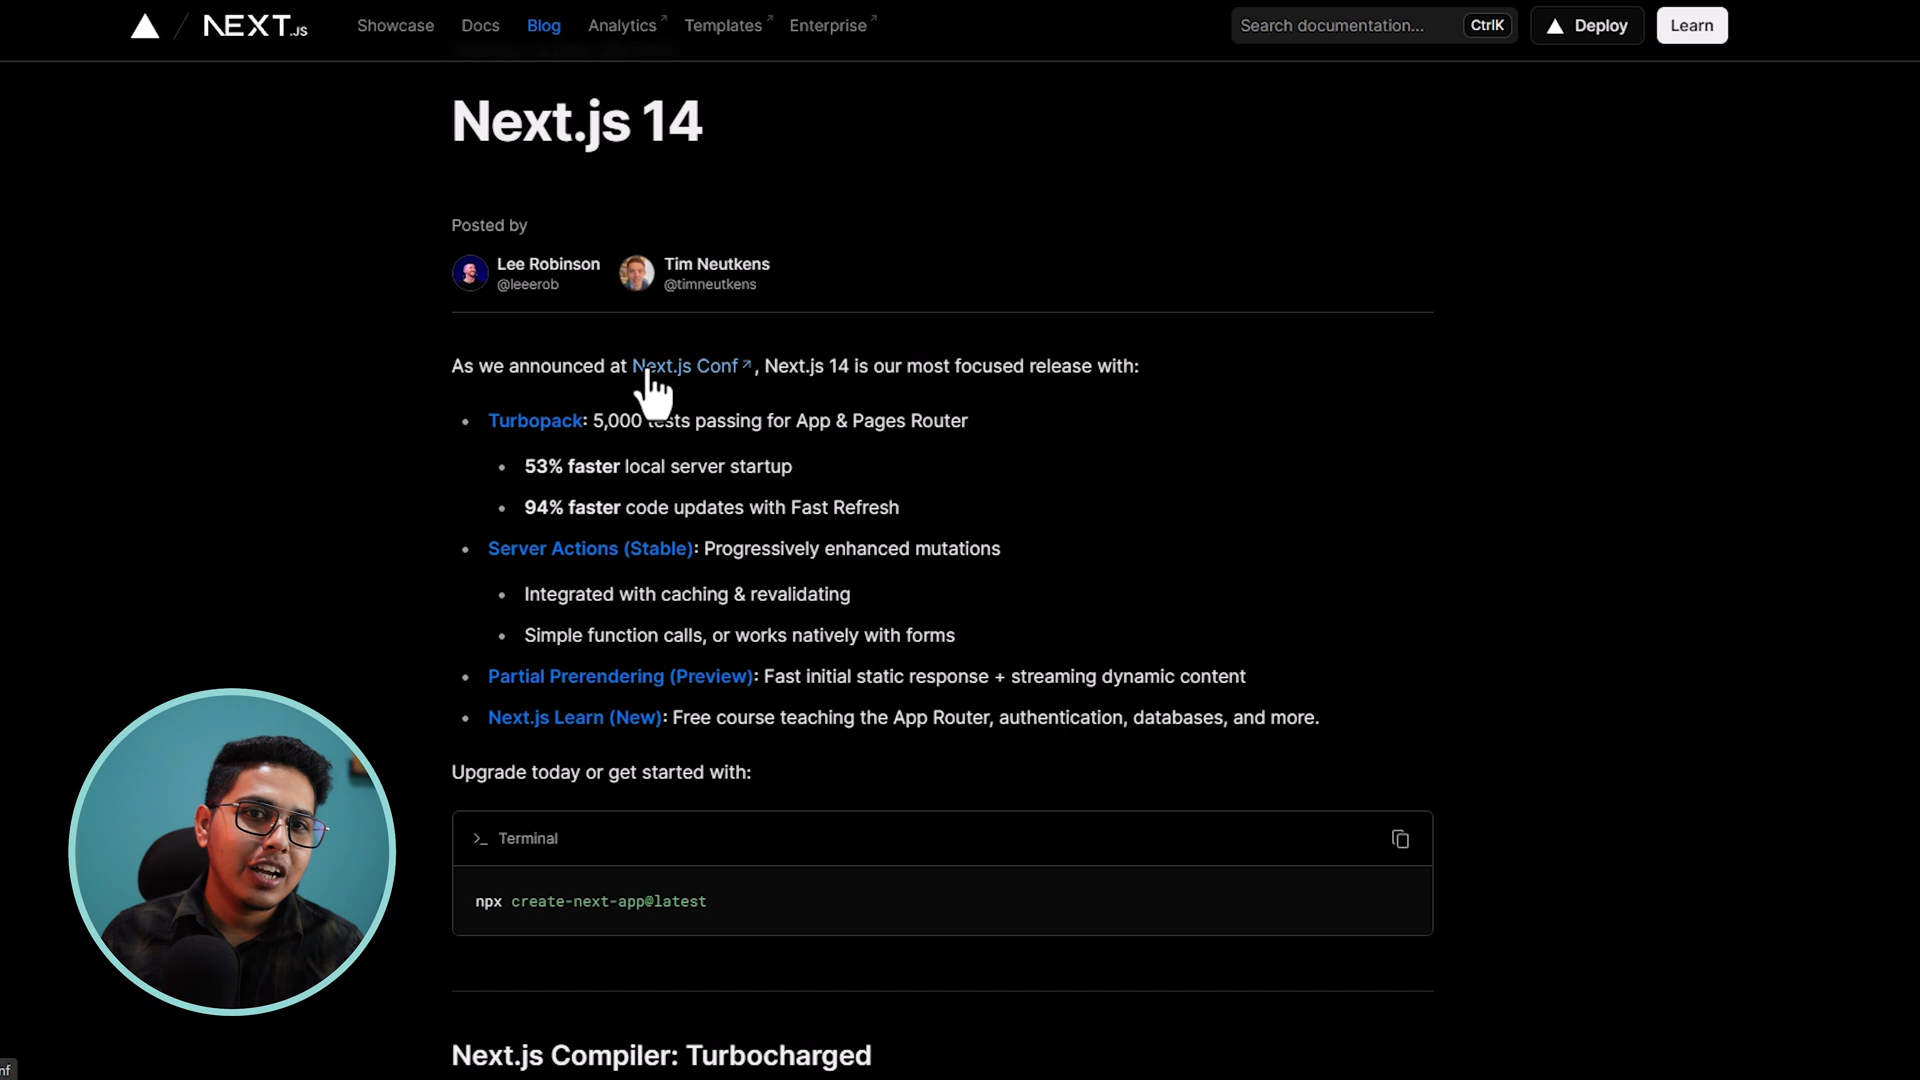 NEXT.JS
Showcase
Docs
Blog
Analytics
Templates
Enterprise
Search documentation...
CtrlK
Deploy
Learn
Next.js 14
Posted by
Lee Robinson
@leeerob
Tim Neutkens
@timneutkens
As we announced at Next.js Conf, Next.js 14 is our most focused release with:
Turbopack: 5,000 tests passing for App & Pages Router
53% faster local server startup
94% faster code updates with Fast Refresh
Server Actions (Stable): Progressively enhanced mutations
Integrated with caching & revalidating
Simple function calls, or works natively with forms
Partial Prerendering (Preview): Fast initial static response + streaming dynamic content
Next.js Learn (New): Free course teaching the App Router, authentication, databases, and more.
Upgrade today or get started with:
>_ Terminal
npx create-next-app@latest
Next.js Compiler: Turbocharged
nf